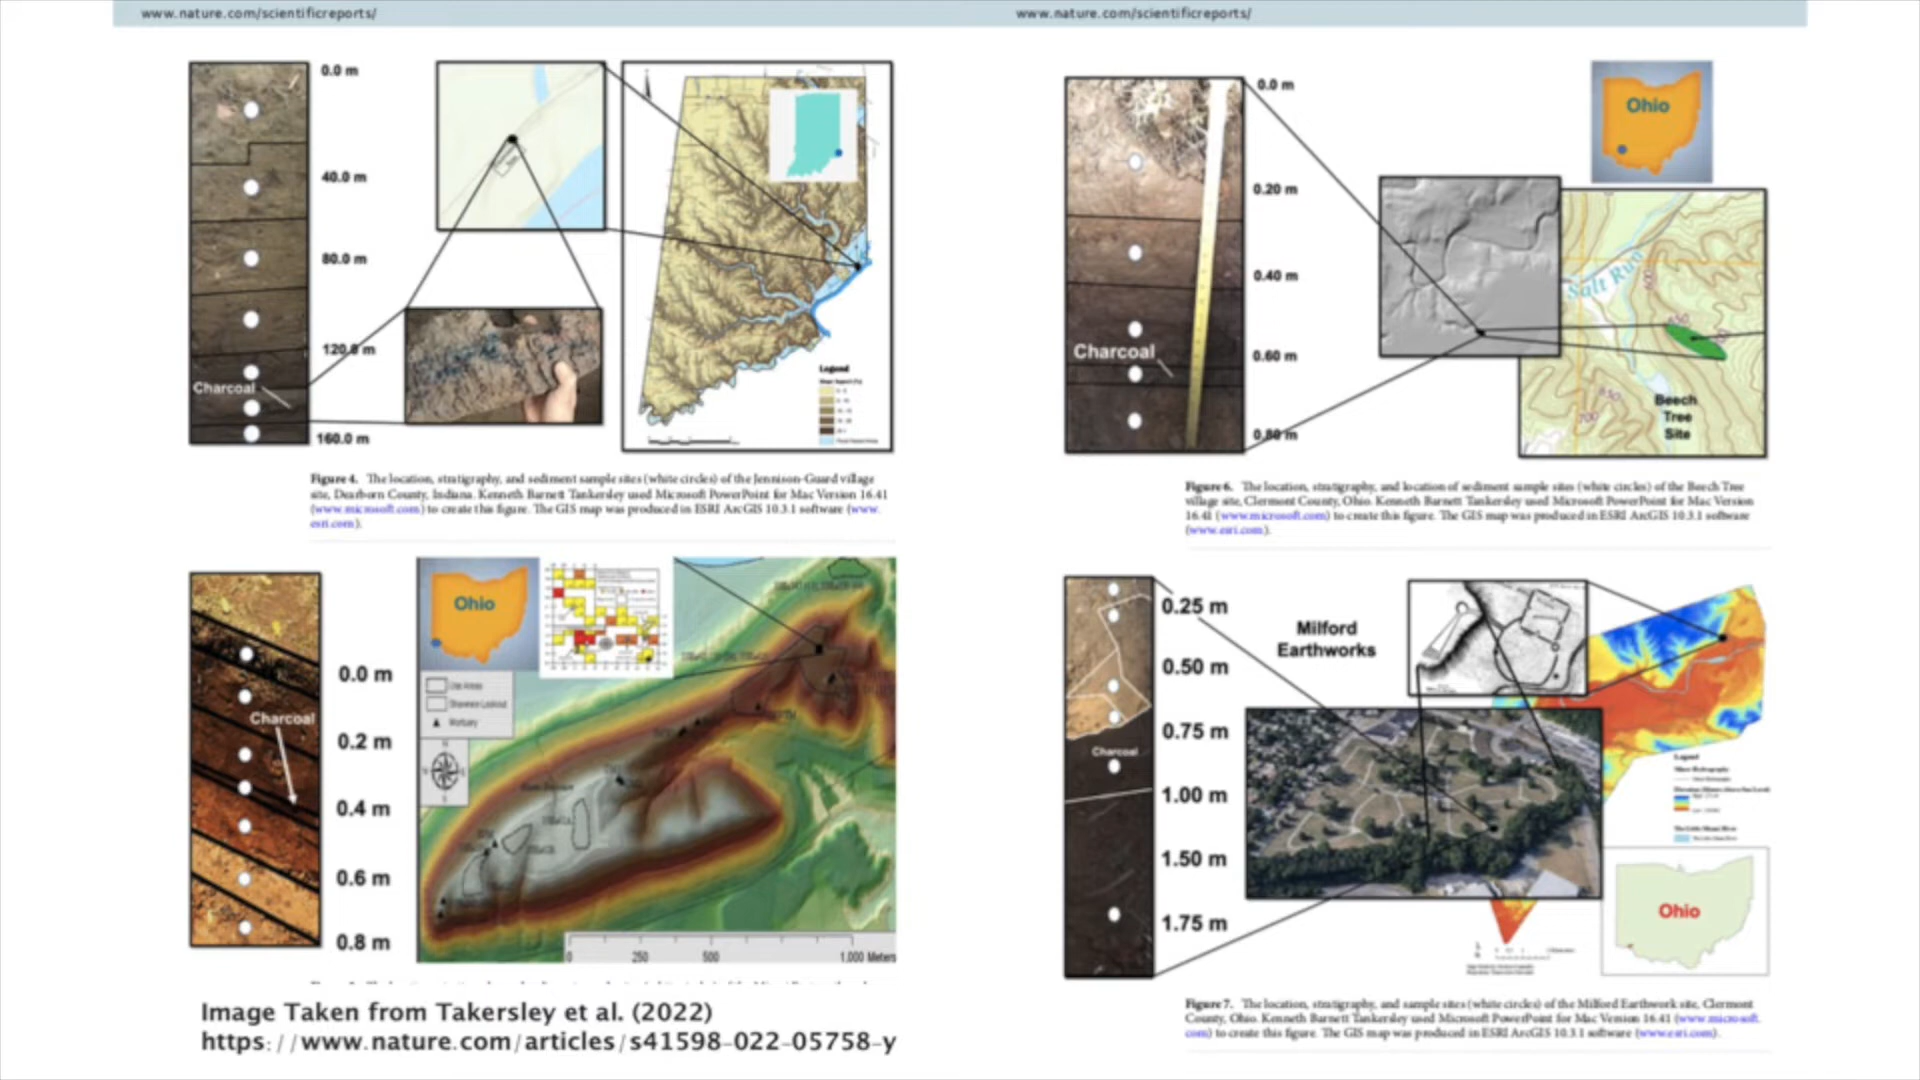 www.nature.com/scientificreports/
www.nature.com/scientificreports/
0.0 m
40.0 m
80.0 m
120.0 m
Charcoal
160.0 m
Legend
Figure 4. The location, stratigraphy, and sediment sample sites (white circles) of the Jennison-Guard village
site, Dearborn County, Indiana. Kenneth Barnett Tankersley used Microsoft PowerPoint for Mac Version 16.41
(www.microsoft.com) to create this figure. The GIS map was produced in ESRI ArcGIS 10.3.1 software (www.
esri.com).
0.0 m
0.20 m
0.40 m
0.60 m
0.80 m
Charcoal
Ohio
Salt Run
600
650
650
700
Beech
Tree
Site
Figure 6. The location, stratigraphy, and location of sediment sample sites (white circles) of the Beech Tree
village site, Clermont County, Ohio. Kenneth Barnett Tankersley used Microsoft PowerPoint for Mac Version
16.41 (www.microsoft.com) to create this figure. The GIS map was produced in ESRI ArcGIS 10.3.1 software
(www.esri.com).
Charcoal
0.0 m
0.2 m
0.4 m
0.6 m
0.8 m
Ohio
Use Areas
Shawnee Lookout
Mortuary
N
S
0 250 500 1,000 Meters
0.25 m
0.50 m
0.75 m
Charcoal
1.00 m
1.50 m
1.75 m
Milford
Earthworks
Legend
Ohio
Figure 7. The location, stratigraphy, and sample sites (white circles) of the Milford Earthwork site, Clermont
County, Ohio. Kenneth Barnett Tankersley used Microsoft PowerPoint for Mac Version 16.41 (www.microsoft.
com) to create this figure. The GIS map was produced in ESRI ArcGIS 10.3.1 software (www.esri.com).
Image Taken from Takersley et al. (2022)
https://www.nature.com/articles/s41598-022-05758-y